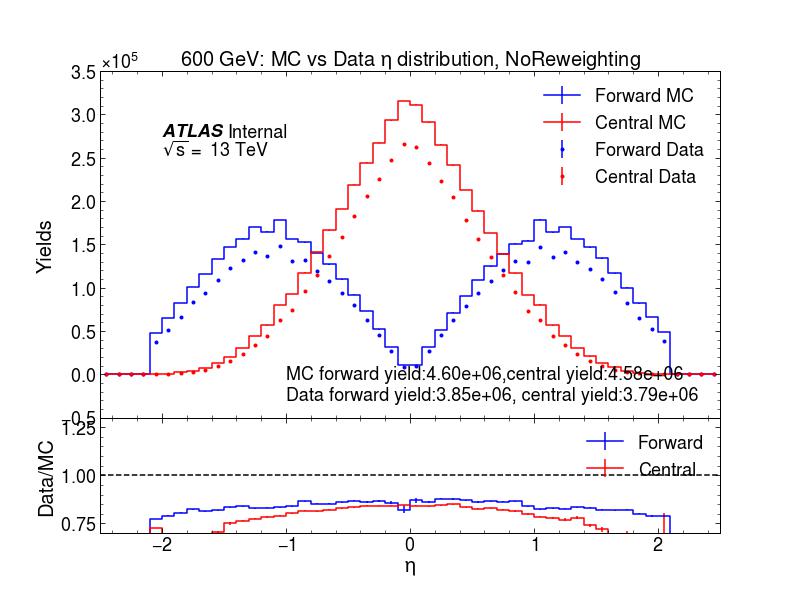 ×10⁵
600 GeV: MC vs Data η distribution, NoReweighting
3.5
3.0
2.5
2.0
1.5
1.0
0.5
0.0
0.5
Yields
ATLAS Internal
√s = 13 TeV
Forward MC
Central MC
Forward Data
Central Data
MC forward yield:4.60e+06,central yield:4.58e+06
Data forward yield:3.85e+06, central yield:3.79e+06
1.25
1.00
0.75
Data/MC
Forward
Central
−2 −1 0 1 2
η